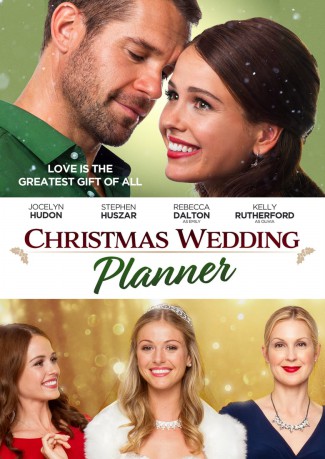 LOVE IS THE
GREATEST GIFT OF ALL
JOCELYN HUDON
STEPHEN HUSZAR
REBECCA DALTON AS EMILY
KELLY RUTHERFORD AS OLIVIA
CHRISTMAS WEDDING
Planner